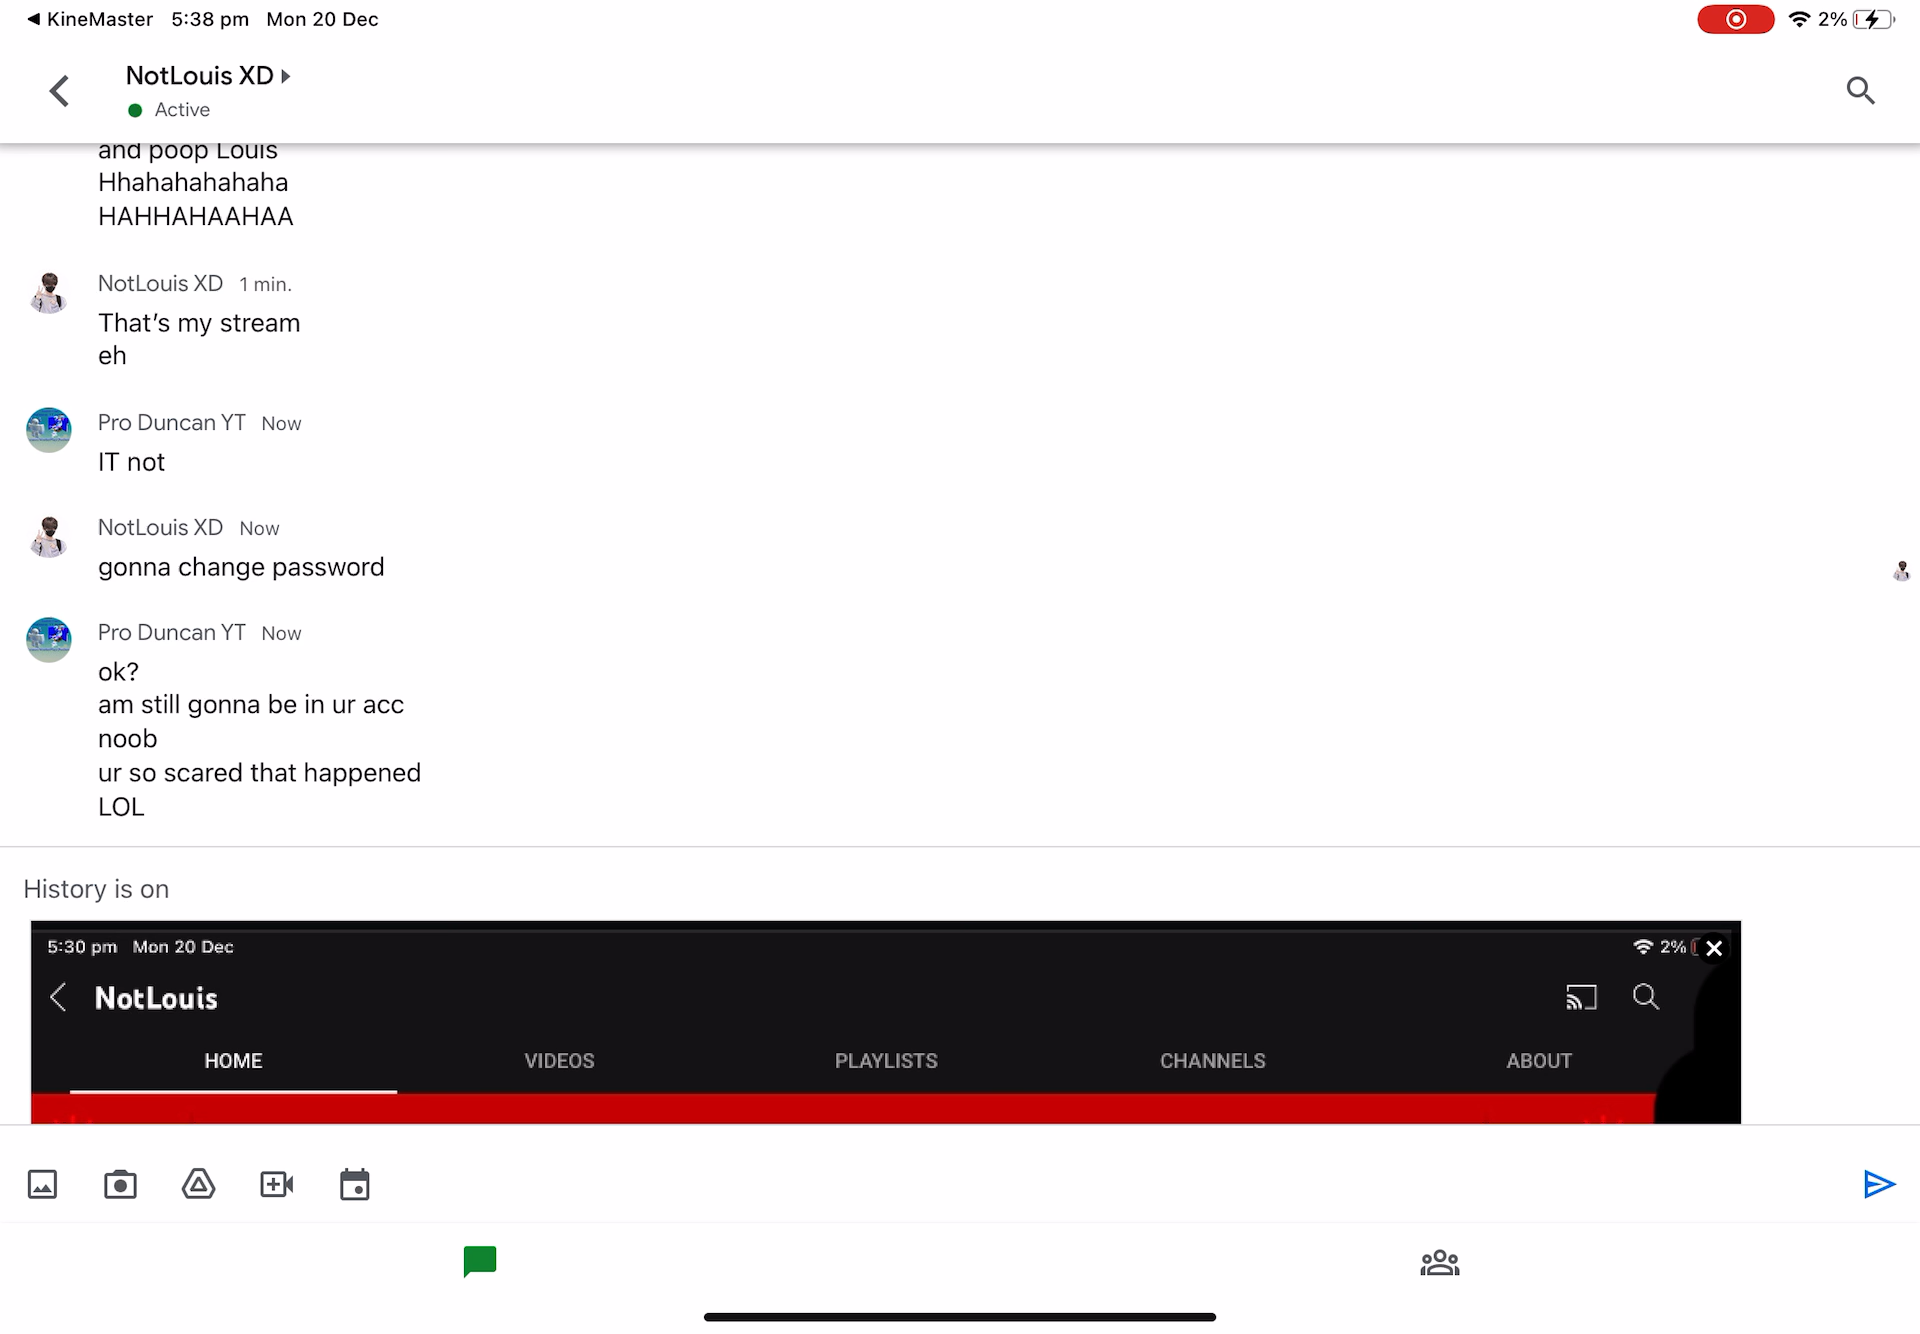 KineMaster 5:38 pm Mon 20 Dec 2%
NotLouis XD
Active
and poop Louis
Hhahahahahaha
HAHHAHAAHAA
NotLouis XD 1 min.
That's my stream
eh
Pro Duncan YT Now
IT not
NotLouis XD Now
gonna change password
Pro Duncan YT Now
ok?
am still gonna be in ur acc
noob
ur so scared that happened
LOL
History is on
5:30 pm Mon 20 Dec 2%
NotLouis
HOME VIDEOS PLAYLISTS CHANNELS ABOUT